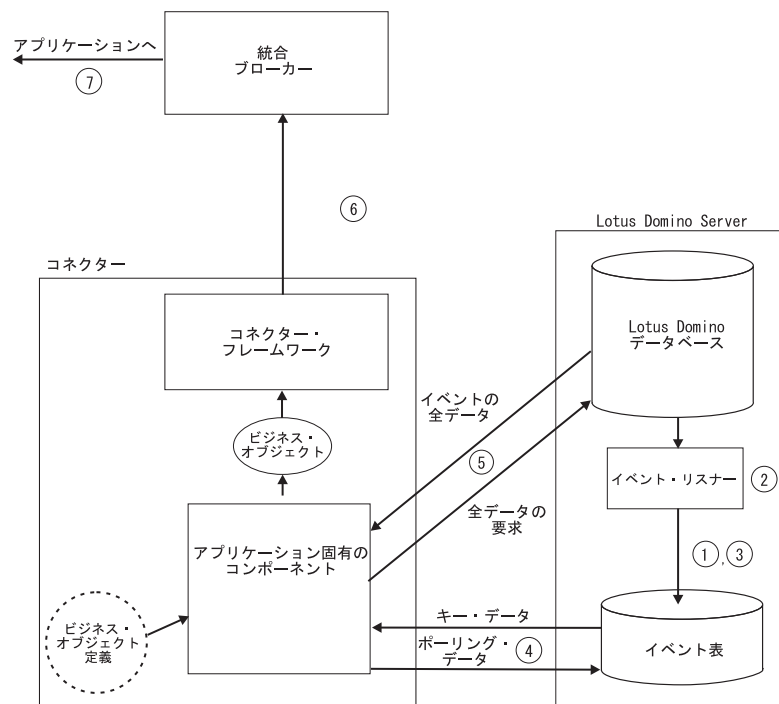 アプリケーションへ
⑦
統合
ブローカー
⑥
Lotus Domino Server
コネクター
コネクター・
フレームワーク
Lotus Domino
データベース
イベントの
全データ
ビジネス・
オブジェクト
⑤
イベント・リスナー
②
全データの
要求
アプリケーション固有の
コンポーネント
①,③
ビジネス・
オブジェクト
定義
キー・データ
ポーリング・
データ
④
イベント表